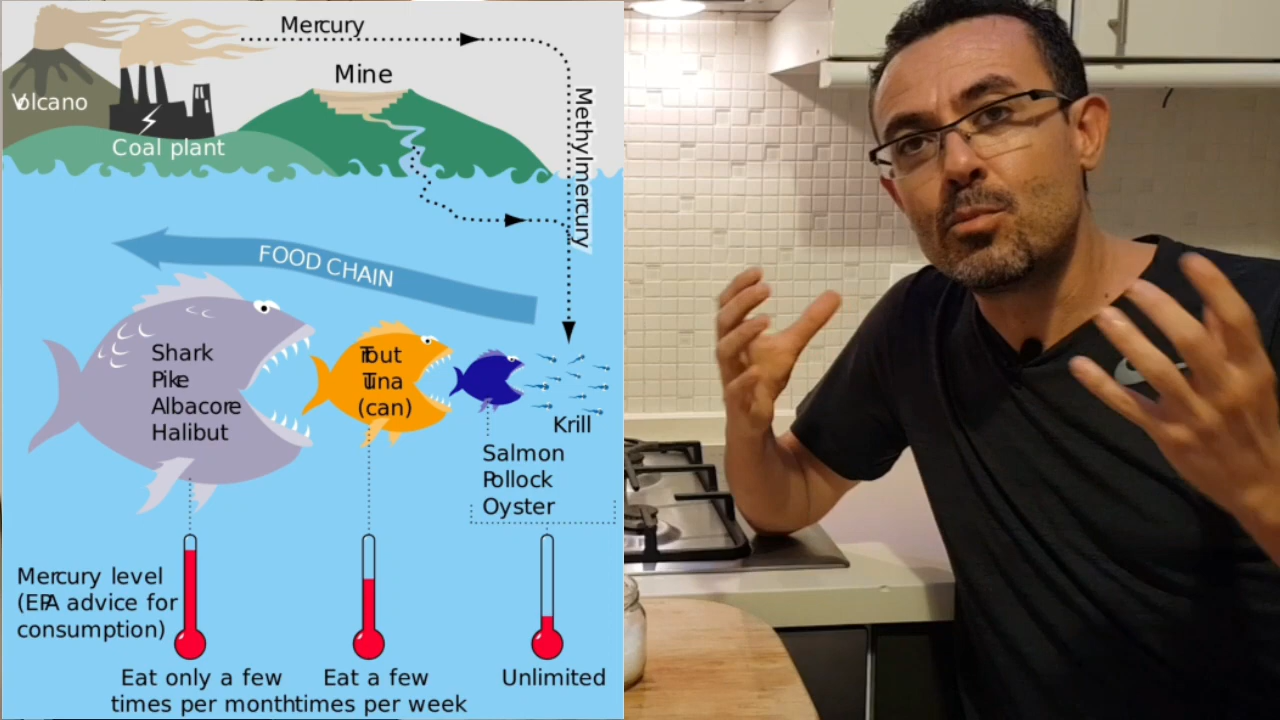 Mercury
Mine
Volcano
Coal plant
Methylmercury
FOOD CHAIN
Shark
Pike
Albacore
Halibut
Trout
Tuna
(can)
Krill
Salmon
Pollock
Oyster
Mercury level
(EPA advice for
consumption)
Eat only a few
times per month
Eat a few
times per week
Unlimited